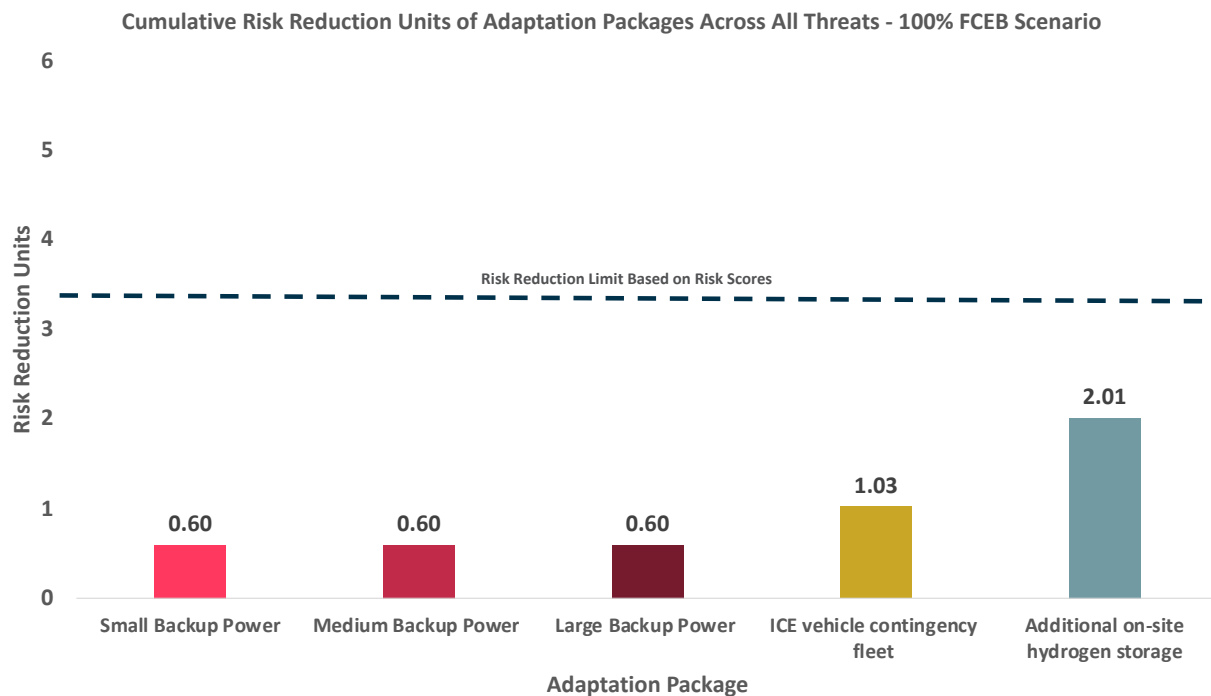 Cumulative Risk Reduction Units of Adaptation Packages Across All Threats - 100% FCEB Scenario
6
5
4
3
2
1
0
Risk Reduction Units
Risk Reduction Limit Based on Risk Scores
0.60
0.60
0.60
1.03
2.01
Small Backup Power
Medium Backup Power
Large Backup Power
ICE vehicle contingency
fleet
Additional on-site
hydrogen storage
Adaptation Package